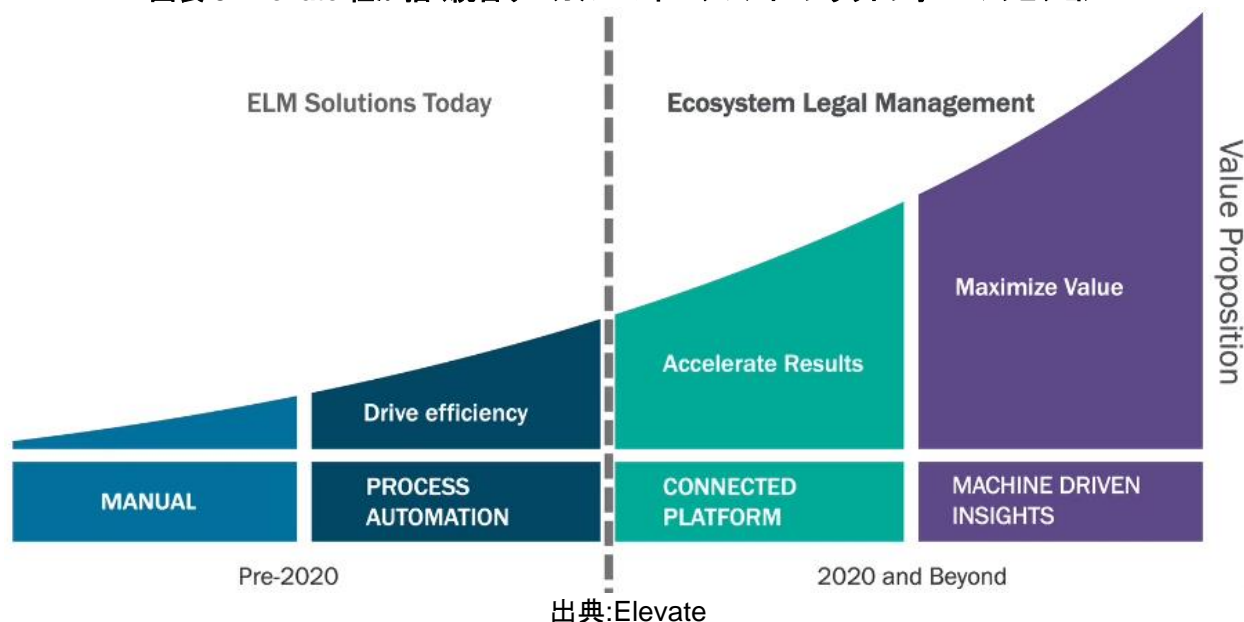 ELM Solutions Today
Ecosystem Legal Management
Value Proposition
Maximize Value
Accelerate Results
Drive efficiency
MANUAL
PROCESS
AUTOMATION
CONNECTED
PLATFORM
MACHINE DRIVEN
INSIGHTS
Pre-2020
2020 and Beyond
出典:Elevate